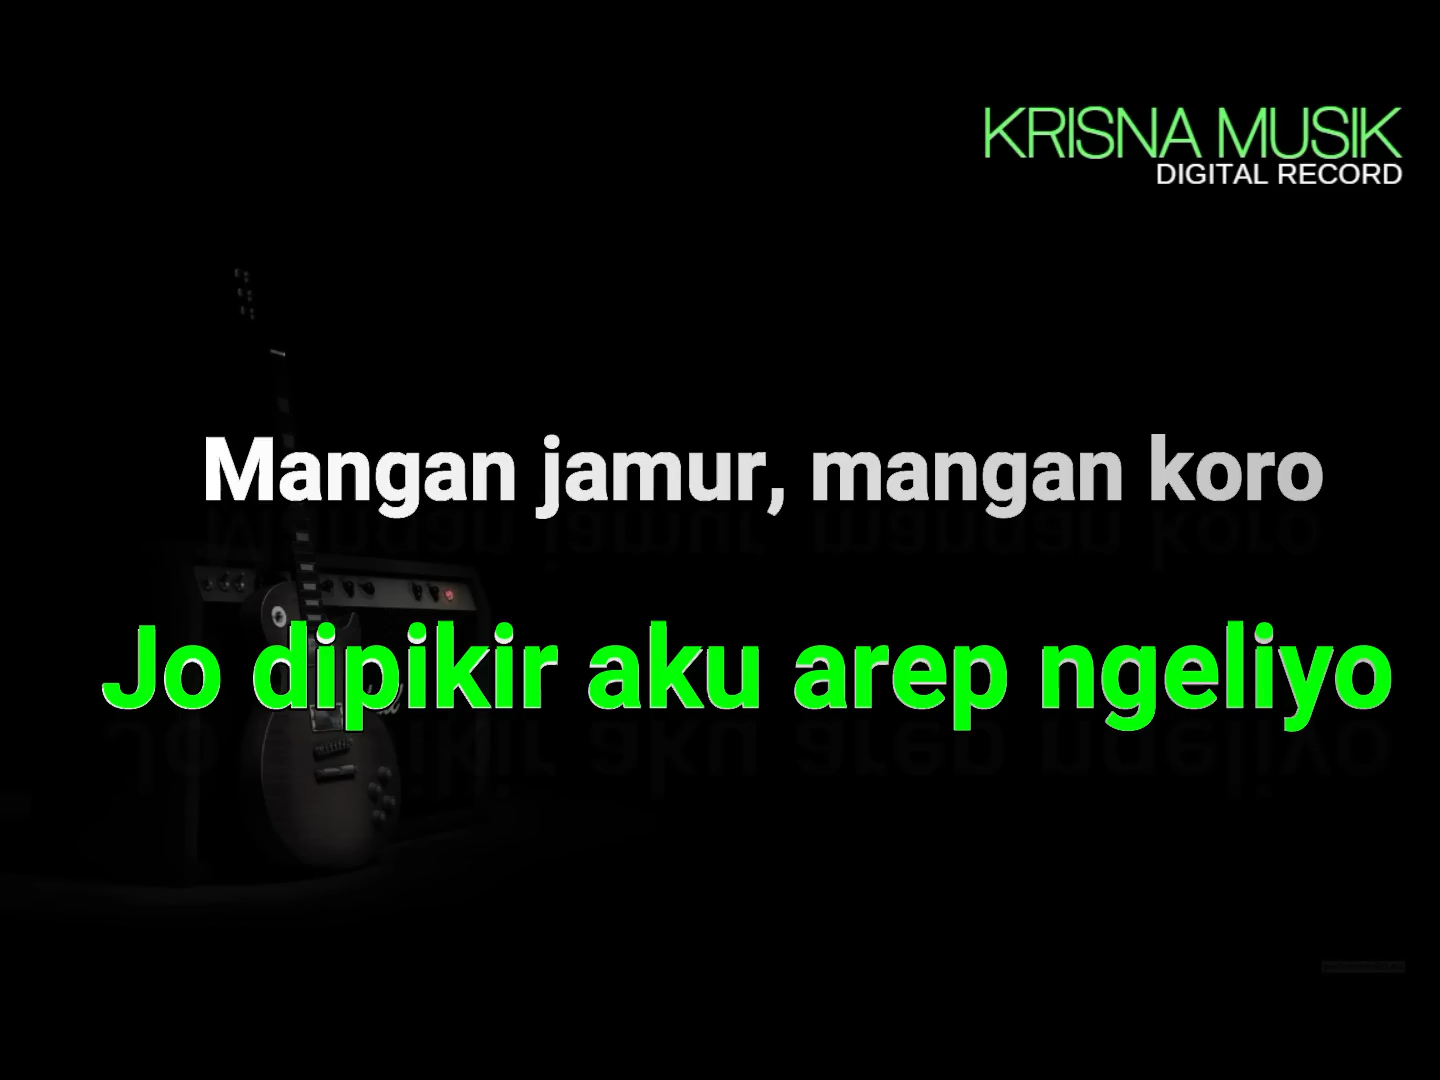 KRISNA MUSIK
DIGITAL RECORD
Mangan jamur, mangan koro
Jo dipikir aku arep ngeliyo